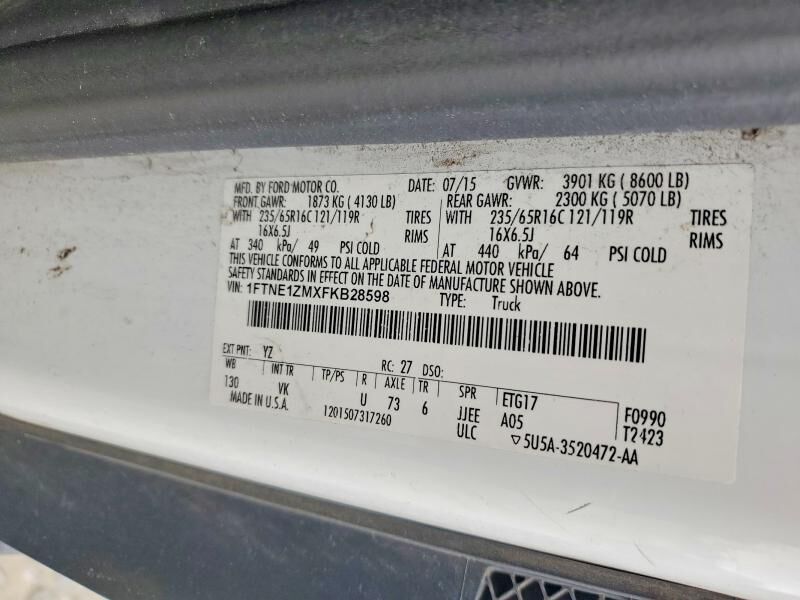 MFD. BY FORD MOTOR CO. DATE: 07/15 GVWR: 3901 KG ( 8600 LB)
FRONT GAWR: 1873 KG ( 4130 LB) REAR GAWR: 2300 KG ( 5070 LB)
WITH 235/65R16C 121/119R TIRES WITH 235/65R16C 121/119R TIRES
16X6.5J RIMS 16X6.5J RIMS
AT 340 kPa/ 49 PSI COLD AT 440 kPa/ 64 PSI COLD
THIS VEHICLE CONFORMS TO ALL APPLICABLE FEDERAL MOTOR VEHICLE
SAFETY STANDARDS IN EFFECT ON THE DATE OF MANUFACTURE SHOWN ABOVE.
VIN: 1FTNE1ZMXFKB28598 TYPE: Truck
EXT PNT: YZ RC: 27 DSO:
WB INT TR TP/PS R AXLE TR SPR ETG17 F0990
130 VK U 73 6 JJEE A05 T2423
MADE IN U.S.A. 1201507317260 ULC ▽5U5A-3520472-AA